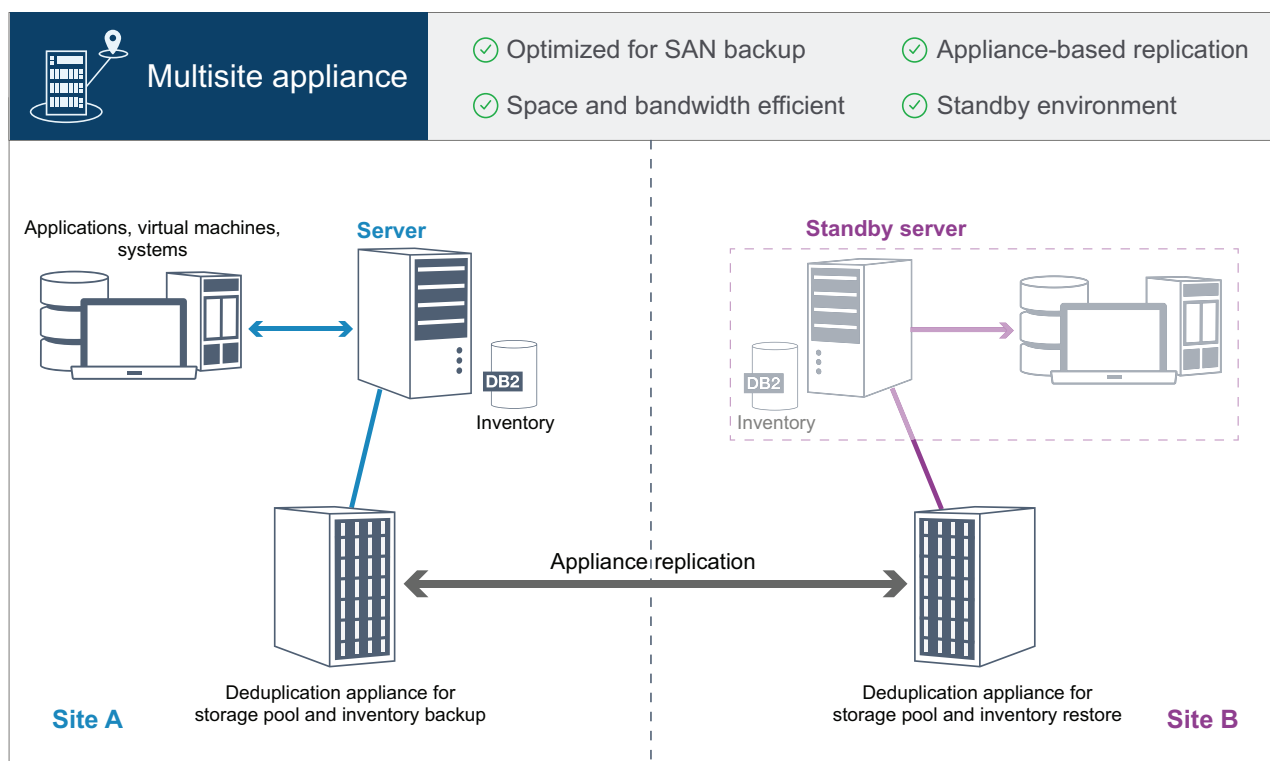 Multisite appliance
Optimized for SAN backup
Appliance-based replication
Space and bandwidth efficient
Standby environment
Applications, virtual machines,
systems
Server
DB2
Inventory
Standby server
DB2
Inventory
Appliance replication
Deduplication appliance for
storage pool and inventory backup
Site A
Deduplication appliance for
storage pool and inventory restore
Site B